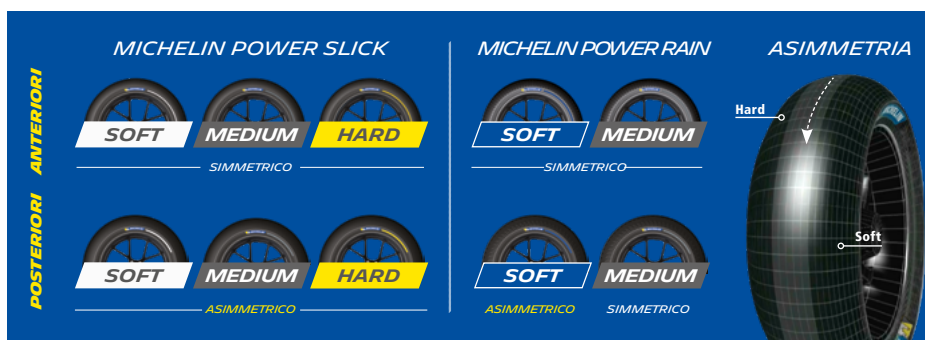 MICHELIN POWER SLICK
MICHELIN POWER RAIN
ASIMMETRIA
ANTERIORI
SOFT MEDIUM HARD
SIMMETRICO
SOFT MEDIUM
SIMMETRICO
POSTERIORI
SOFT MEDIUM HARD
ASIMMETRICO
SOFT MEDIUM
ASIMMETRICO SIMMETRICO
Hard
Soft